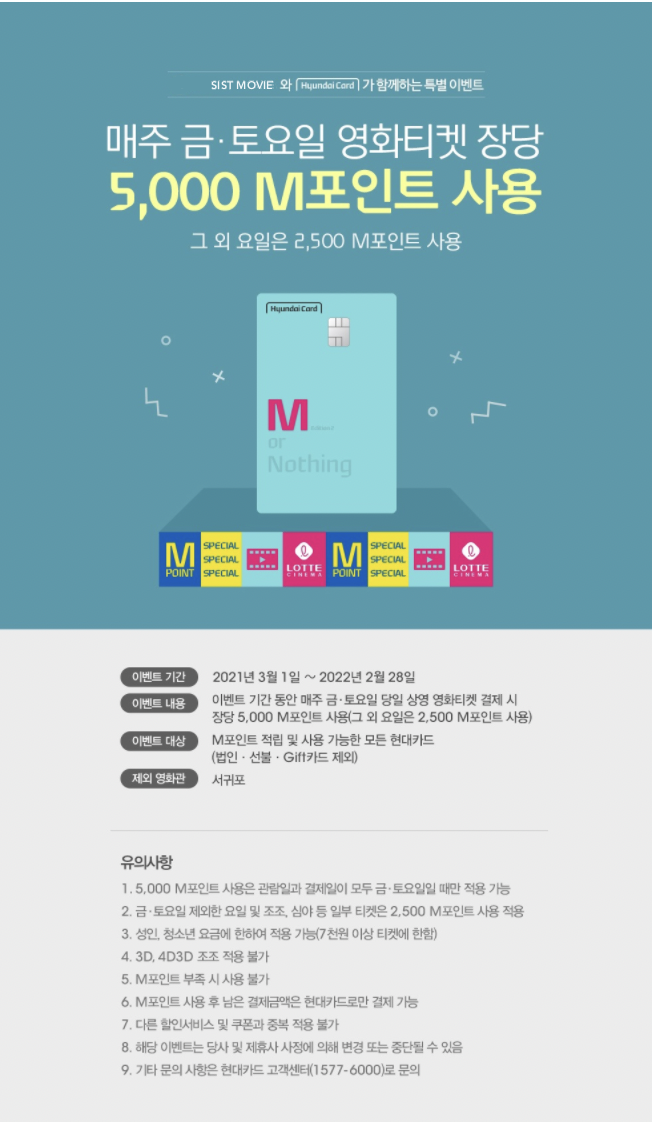 SIST MOVIE 와 Hyundai Card 가 함께하는 특별 이벤트
매주 금·토요일 영화티켓 장당
5,000 M포인트 사용
그 외 요일은 2,500 M포인트 사용
Hyundai Card
M
or
Nothing
M POINT SPECIAL SPECIAL SPECIAL LOTTE CINEMA M POINT SPECIAL SPECIAL SPECIAL LOTTE CINEMA
이벤트 기간 2021년 3월 1일 ~ 2022년 2월 28일
이벤트 내용 이벤트 기간 동안 매주 금·토요일 당일 상영 영화티켓 결제 시
장당 5,000 M포인트 사용(그 외 요일은 2,500 M포인트 사용)
이벤트 대상 M포인트 적립 및 사용 가능한 모든 현대카드
(법인 · 선불 · Gift카드 제외)
제외 영화관 서귀포
유의사항
1. 5,000 M포인트 사용은 관람일과 결제일이 모두 금·토요일일 때만 적용 가능
2. 금·토요일 제외한 요일 및 조조, 심야 등 일부 티켓은 2,500 M포인트 사용 적용
3. 성인, 청소년 요금에 한하여 적용 가능(7천원 이상 티켓에 한함)
4. 3D, 4D3D 조조 적용 불가
5. M포인트 부족 시 사용 불가
6. M포인트 사용 후 남은 결제금액은 현대카드로만 결제 가능
7. 다른 할인서비스 및 쿠폰과 중복 적용 불가
8. 해당 이벤트는 당사 및 제휴사 사정에 의해 변경 또는 중단될 수 있음
9. 기타 문의 사항은 현대카드 고객센터(1577-6000)로 문의